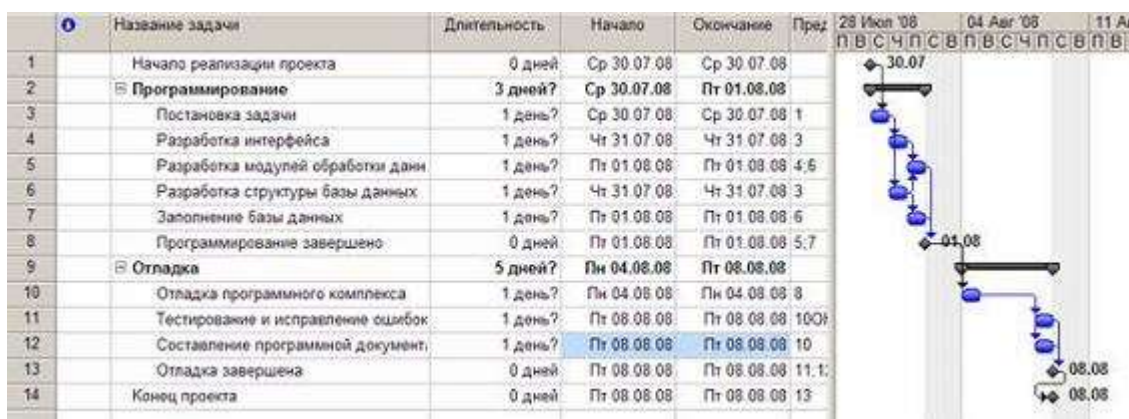 Название задачи Длительность Начало Окончание Пред 28 Июл '08 04 Авг '08 11 А
П В С Ч П С В П В С Ч П С В П В
1 Начало реализации проекта 0 дней Ср 30.07.08 Ср 30.07.08 30.07
2 Программирование 3 дней? Ср 30.07.08 Пт 01.08.08
3 Постановка задачи 1 день? Ср 30.07.08 Ср 30.07.08 1
4 Разработка интерфейса 1 день? Чт 31.07.08 Чт 31.07.08 3
5 Разработка модулей обработки данн 1 день? Пт 01.08.08 Пт 01.08.08 4;6
6 Разработка структуры базы данных 1 день? Чт 31.07.08 Чт 31.07.08 3
7 Заполнение базы данных 1 день? Пт 01.08.08 Пт 01.08.08 6
8 Программирование завершено 0 дней Пт 01.08.08 Пт 01.08.08 5;7 01.08
9 Отладка 5 дней? Пн 04.08.08 Пт 08.08.08
10 Отладка программного комплекса 1 день? Пн 04.08.08 Пн 04.08.08 8
11 Тестирование и исправление ошибок 1 день? Пт 08.08.08 Пт 08.08.08 10ОН
12 Составление программной документ 1 день? Пт 08.08.08 Пт 08.08.08 10
13 Отладка завершена 0 дней Пт 08.08.08 Пт 08.08.08 11;1 08.08
14 Конец проекта 0 дней Пт 08.08.08 Пт 08.08.08 13 08.08